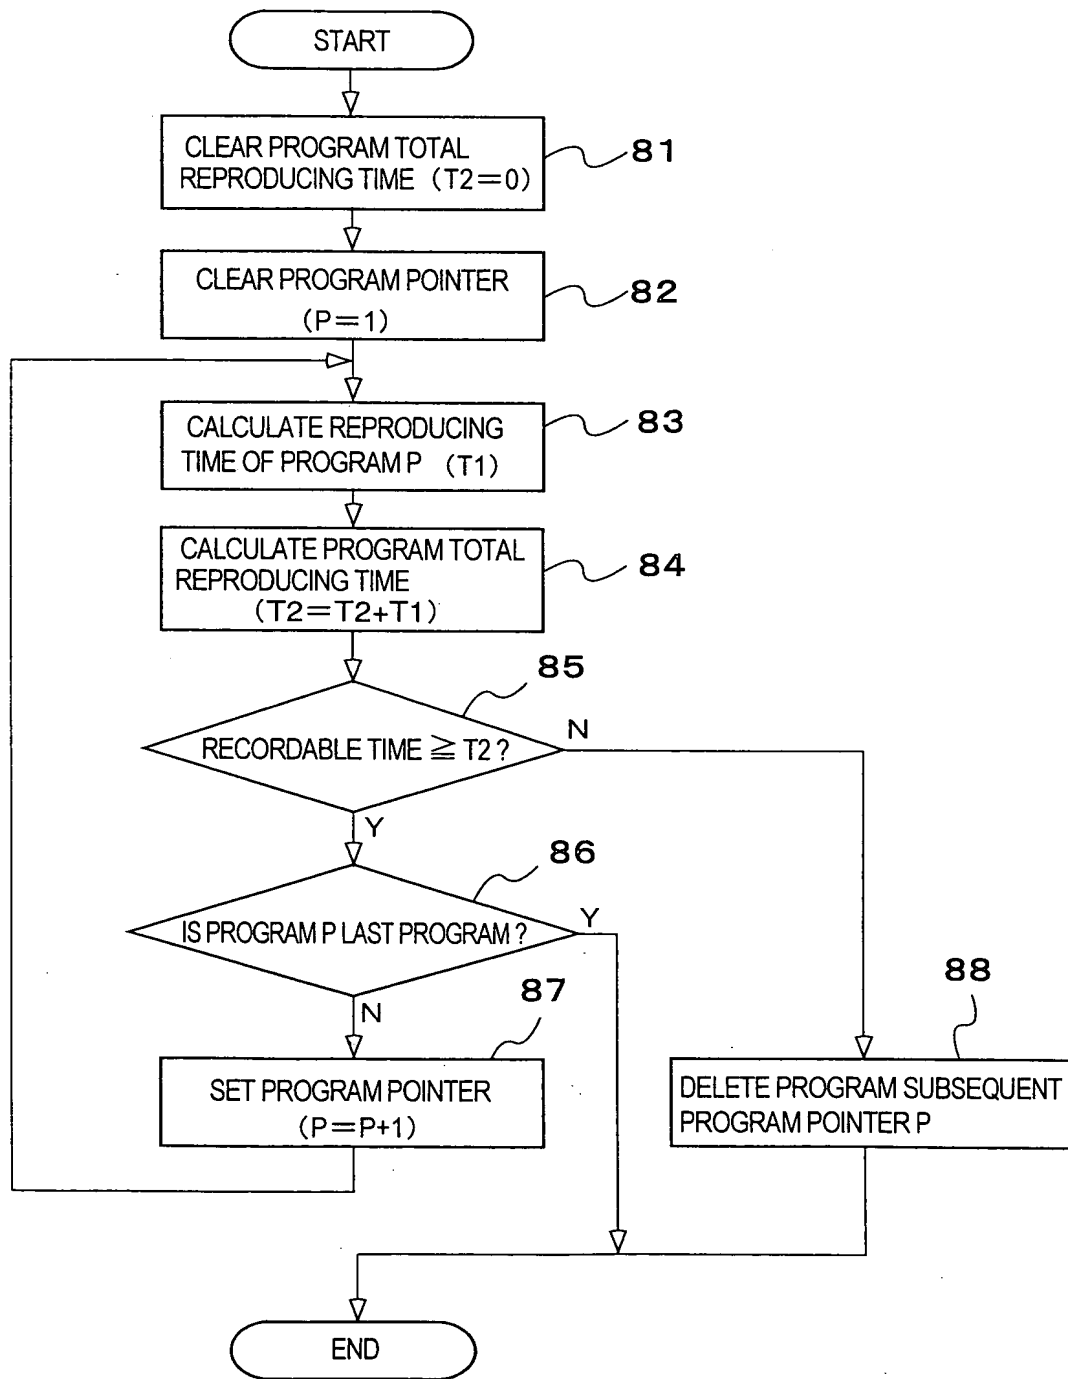 START
CLEAR PROGRAM TOTAL
REPRODUCING TIME (T2=0)
81
CLEAR PROGRAM POINTER
(P=1)
82
CALCULATE REPRODUCING
TIME OF PROGRAM P (T1)
83
CALCULATE PROGRAM TOTAL
REPRODUCING TIME
(T2=T2+T1)
84
85
RECORDABLE TIME ≧ T2 ?
N
Y
86
IS PROGRAM P LAST PROGRAM ?
Y
N
87
SET PROGRAM POINTER
(P=P+1)
88
DELETE PROGRAM SUBSEQUENT
PROGRAM POINTER P
END